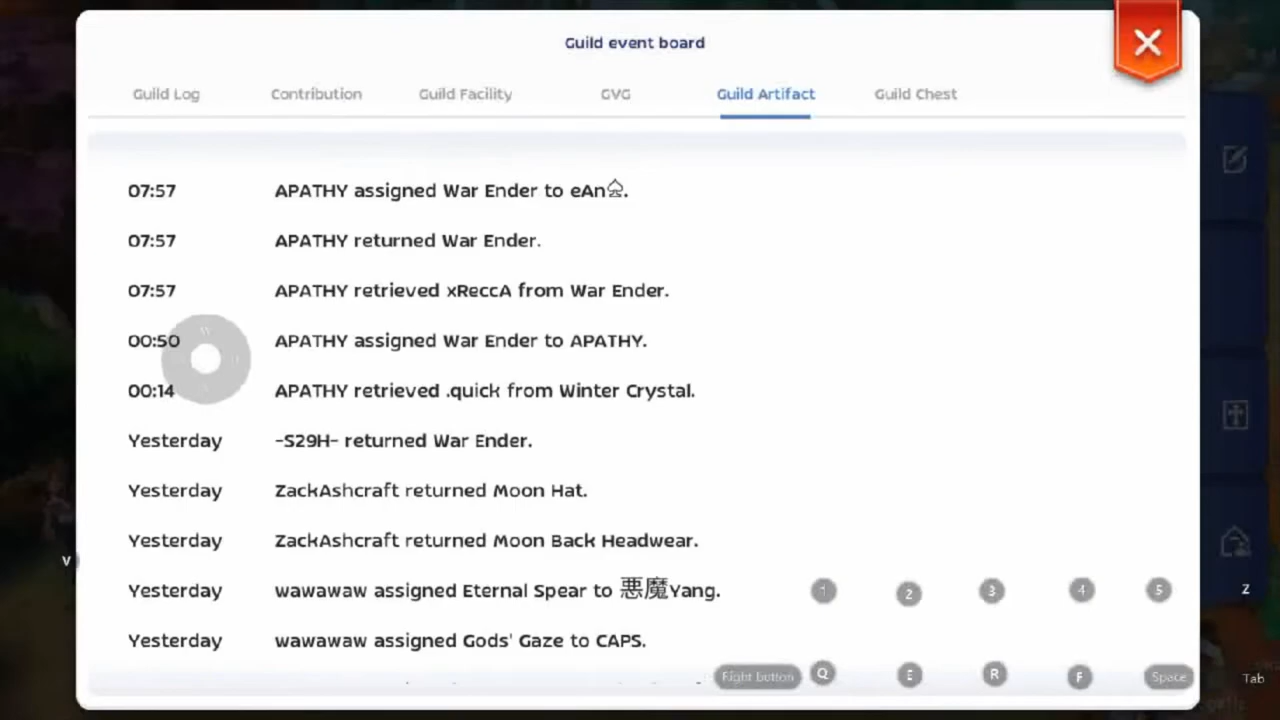 Guild event board
Guild Log
Contribution
Guild Facility
GVG
Guild Artifact
Guild Chest
07:57 APATHY assigned War Ender to eAn♤.
07:57 APATHY returned War Ender.
07:57 APATHY retrieved xReccA from War Ender.
00:50 APATHY assigned War Ender to APATHY.
00:14 APATHY retrieved .quick from Winter Crystal.
Yesterday -S29H- returned War Ender.
Yesterday ZackAshcraft returned Moon Hat.
Yesterday ZackAshcraft returned Moon Back Headwear.
V
Yesterday wawawaw assigned Eternal Spear to 悪魔Yang.
1 2 3 4 5 Z
Yesterday wawawaw assigned Gods' Gaze to CAPS.
Right button Q E R F Space Tab